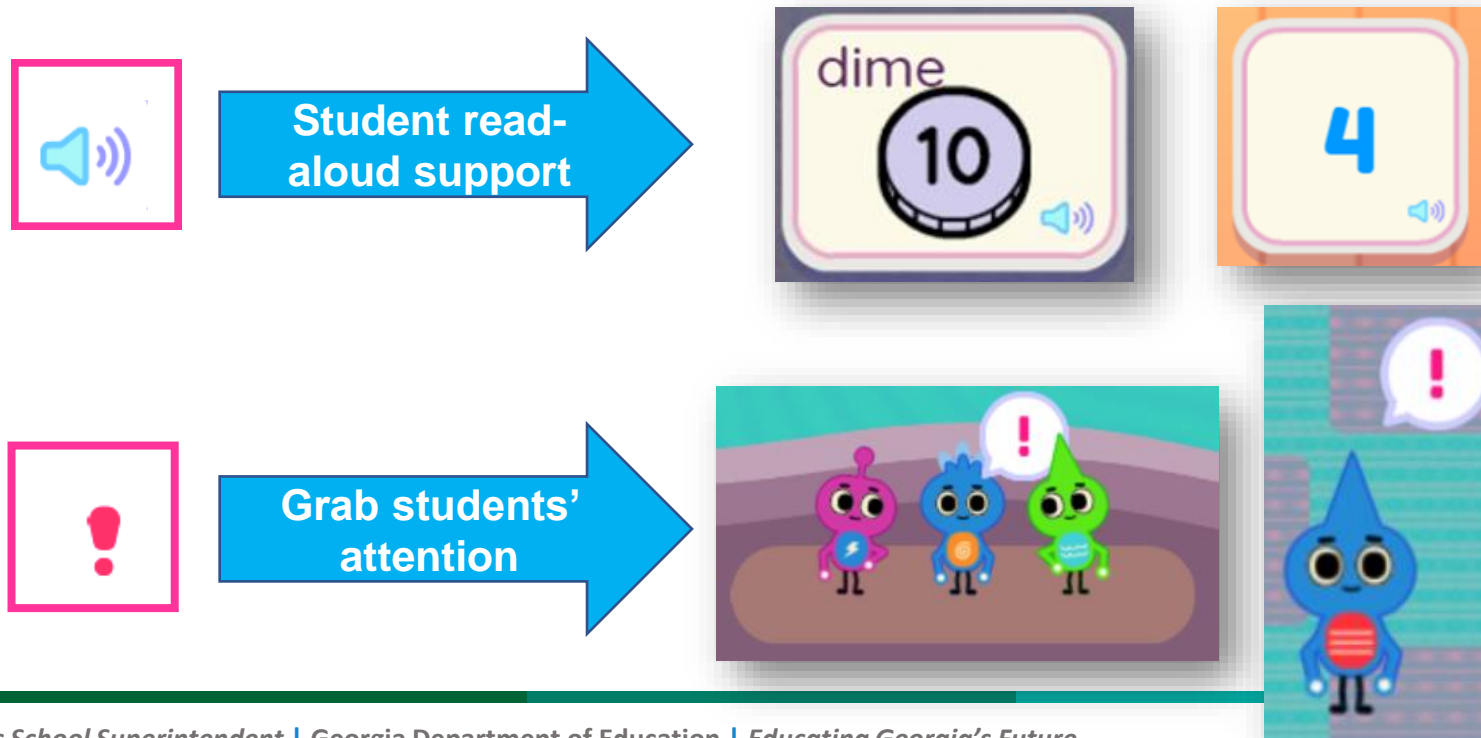 Student read-
aloud support
dime
10
4
!
!
!
Grab students’
attention
School Superintendent | Georgia Department of Education | Educating Georgia’s Future